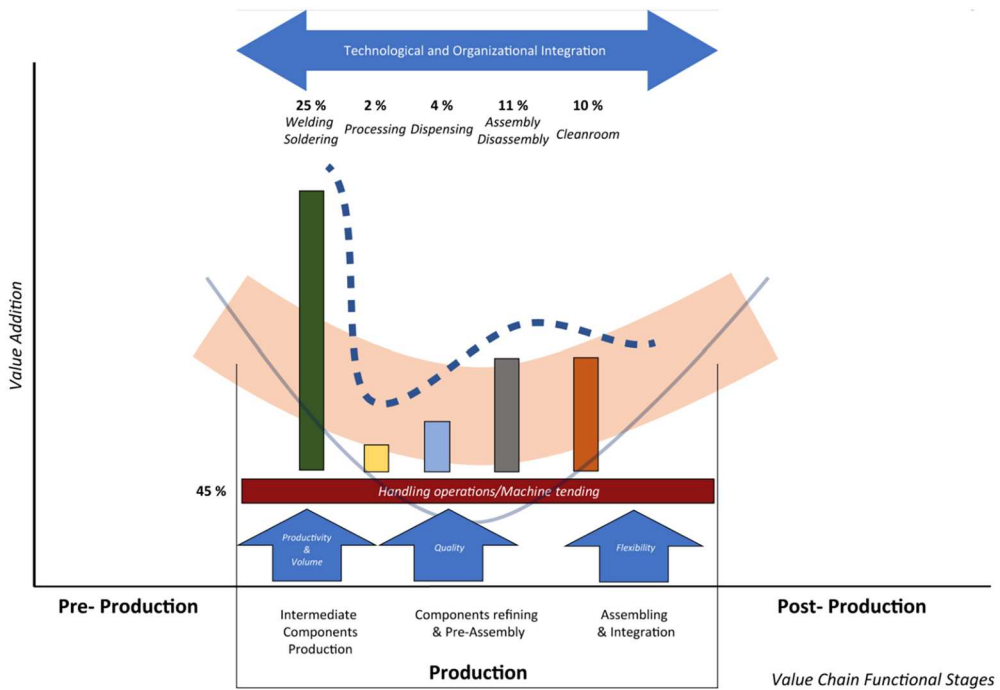 Technological and Organizational Integration
25 %
2 %
4 %
11 %
10 %
Welding
Soldering
Processing
Dispensing
Assembly
Disassembly
Cleanroom
Value Addition
45 %
Handling operations/Machine tending
Productivity
&
Volume
Quality
Flexibility
Pre- Production
Intermediate
Components
Production
Components refining
& Pre-Assembly
Assembling
& Integration
Post- Production
Production
Value Chain Functional Stages